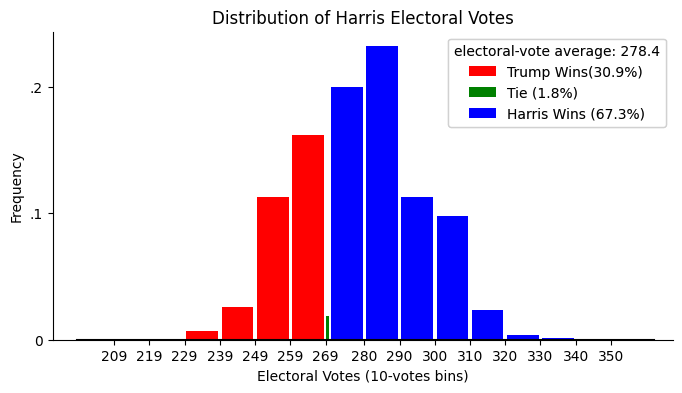 Distribution of Harris Electoral Votes
electoral-vote average: 278.4
Trump Wins(30.9%)
Tie (1.8%)
Harris Wins (67.3%)
Frequency
.2
.1
0
209 219 229 239 249 259 269 280 290 300 310 320 330 340 350
Electoral Votes (10-votes bins)